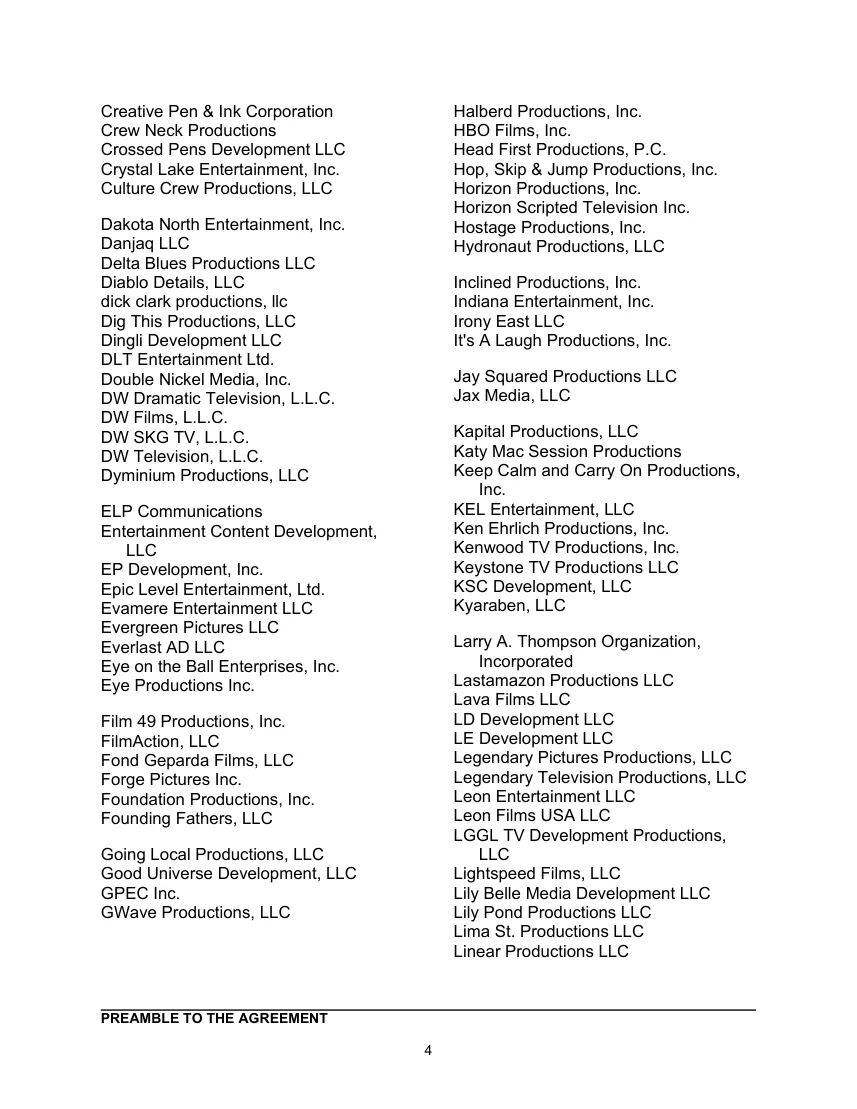 Creative Pen & Ink Corporation
Crew Neck Productions
Crossed Pens Development LLC
Crystal Lake Entertainment, Inc.
Culture Crew Productions, LLC
Dakota North Entertainment, Inc.
Danjaq LLC
Delta Blues Productions LLC
Diablo Details, LLC
dick clark productions, llc
Dig This Productions, LLC
Dingli Development LLC
DLT Entertainment Ltd.
Double Nickel Media, Inc.
DW Dramatic Television, L.L.C.
DW Films, L.L.C.
DW SKG TV, L.L.C.
DW Television, L.L.C.
Dyminium Productions, LLC
ELP Communications
Entertainment Content Development,
LLC
EP Development, Inc.
Epic Level Entertainment, Ltd.
Evamere Entertainment LLC
Evergreen Pictures LLC
Everlast AD LLC
Eye on the Ball Enterprises, Inc.
Eye Productions Inc.
Film 49 Productions, Inc.
FilmAction, LLC
Fond Geparda Films, LLC
Forge Pictures Inc.
Foundation Productions, Inc.
Founding Fathers, LLC
Going Local Productions, LLC
Good Universe Development, LLC
GPEC Inc.
GWave Productions, LLC
Halberd Productions, Inc.
HBO Films, Inc.
Head First Productions, P.C.
Hop, Skip & Jump Productions, Inc.
Horizon Productions, Inc.
Horizon Scripted Television Inc.
Hostage Productions, Inc.
Hydronaut Productions, LLC
Inclined Productions, Inc.
Indiana Entertainment, Inc.
Irony East LLC
It's A Laugh Productions, Inc.
Jay Squared Productions LLC
Jax Media, LLC
Kapital Productions, LLC
Katy Mac Session Productions
Keep Calm and Carry On Productions,
Inc.
KEL Entertainment, LLC
Ken Ehrlich Productions, Inc.
Kenwood TV Productions, Inc.
Keystone TV Productions LLC
KSC Development, LLC
Kyaraben, LLC
Larry A. Thompson Organization,
Incorporated
Lastamazon Productions LLC
Lava Films LLC
LD Development LLC
LE Development LLC
Legendary Pictures Productions, LLC
Legendary Television Productions, LLC
Leon Entertainment LLC
Leon Films USA LLC
LGGL TV Development Productions,
LLC
Lightspeed Films, LLC
Lily Belle Media Development LLC
Lily Pond Productions LLC
Lima St. Productions LLC
Linear Productions LLC
PREAMBLE TO THE AGREEMENT
4